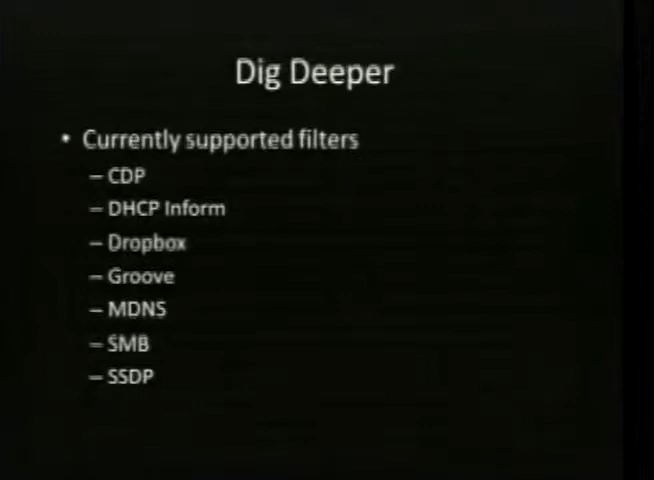 Dig Deeper
• Currently supported filters
– CDP
– DHCP Inform
– Dropbox
– Groove
– MDNS
– SMB
– SSDP